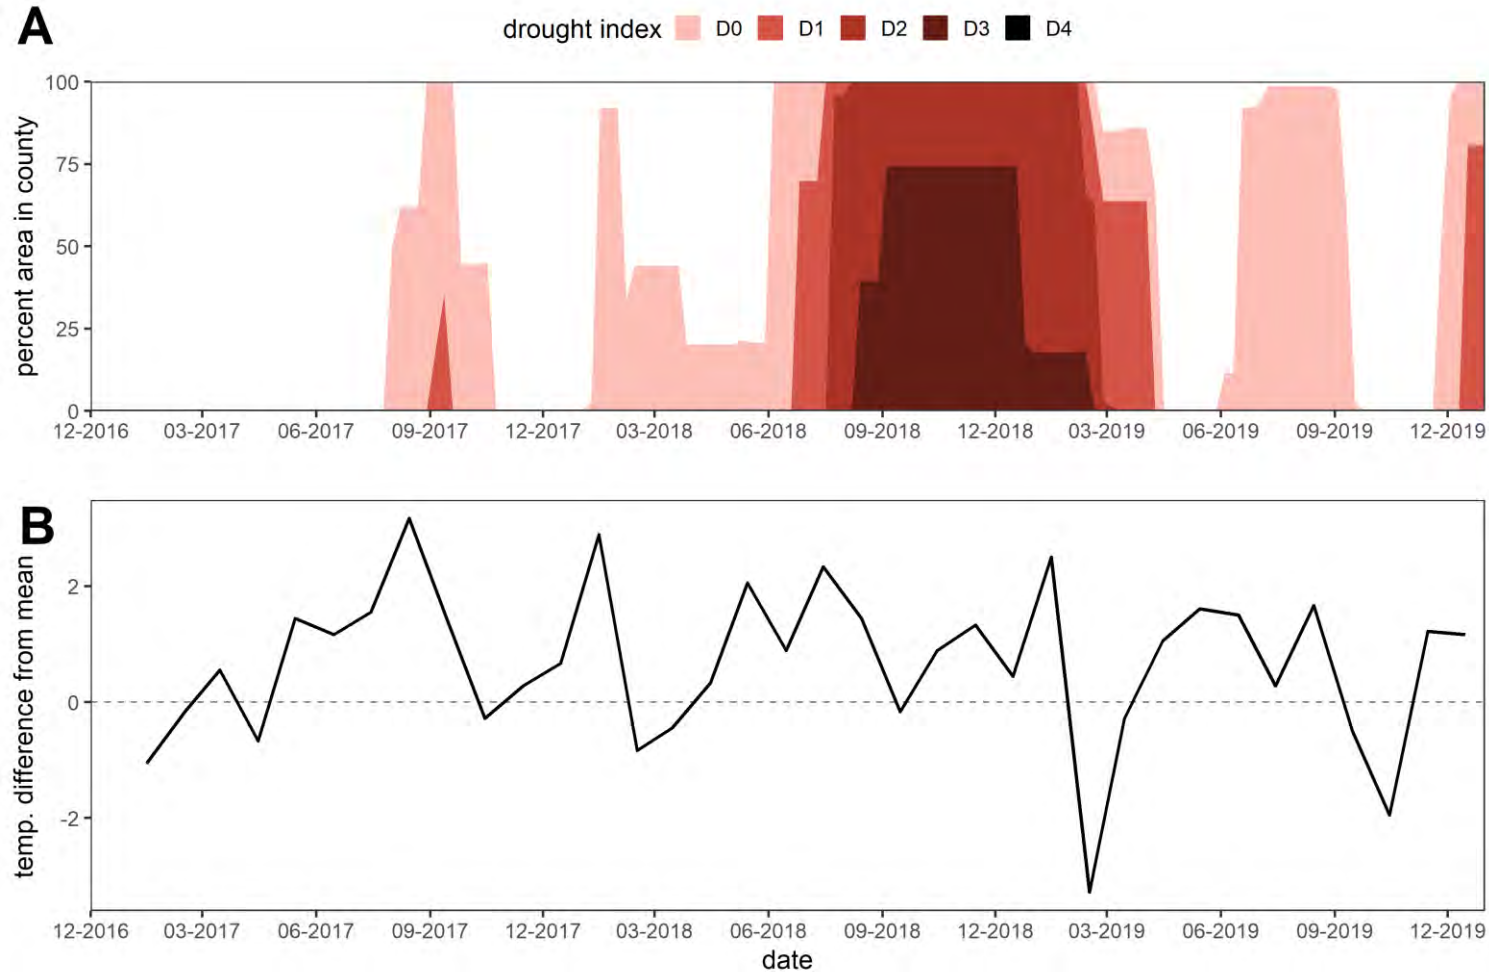 A
drought index D0 D1 D2 D3 D4
percent area in county
100
75
50
25
0
12-2016 03-2017 06-2017 09-2017 12-2017 03-2018 06-2018 09-2018 12-2018 03-2019 06-2019 09-2019 12-2019
B
temp. difference from mean
2
0
-2
12-2016 03-2017 06-2017 09-2017 12-2017 03-2018 06-2018 09-2018 12-2018 03-2019 06-2019 09-2019 12-2019
date